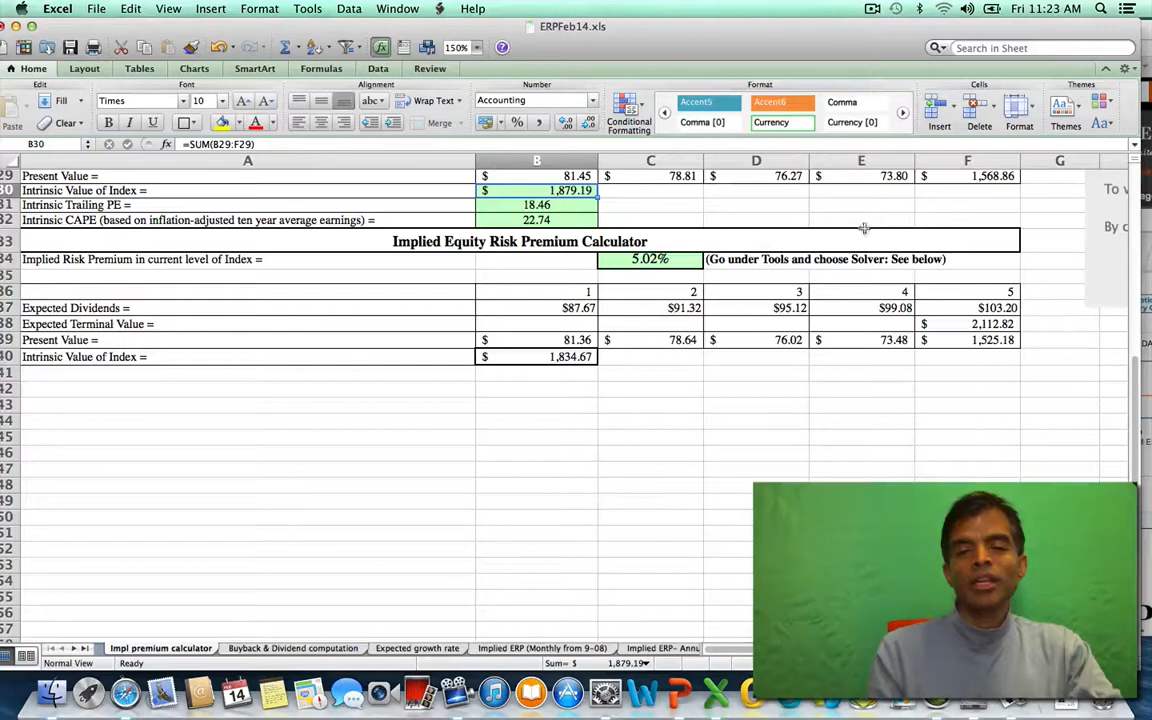 Excel File Edit View Insert Format Tools Data Window Help Fri 11:23 AM
ERPFeb14.xls
150% Search in Sheet
Home Layout Tables Charts SmartArt Formulas Data Review
Edit Font Alignment Number Format Cells Themes
Fill Times 10 abc Wrap Text Accounting Accent5 Accent6 Comma
Paste Clear B I U A Merge % Conditional Formatting Comma [0] Currency Currency [0] Insert Delete Format Themes Aa
B30 fx =SUM(B29:F29)
A B C D E F G
29 Present Value = $ 81.45 $ 78.81 $ 76.27 $ 73.80 $ 1,568.86
30 Intrinsic Value of Index = $ 1,879.19
31 Intrinsic Trailing PE = 18.46
32 Intrinsic CAPE (based on inflation-adjusted ten year average earnings) = 22.74
33 Implied Equity Risk Premium Calculator
34 Implied Risk Premium in current level of Index = 5.02% (Go under Tools and choose Solver: See below)
35
36 1 2 3 4 5
37 Expected Dividends = $87.67 $91.32 $95.12 $99.08 $103.20
38 Expected Terminal Value = $ 2,112.82
39 Present Value = $ 81.36 $ 78.64 $ 76.02 $ 73.48 $ 1,525.18
40 Intrinsic Value of Index = $ 1,834.67
41
42
43
44
45
46
47
48
49
50
51
52
53
54
55
56
57
To v
By c
Impl premium calculator Buyback & Dividend computation Expected growth rate Implied ERP (Monthly from 9-08) Implied ERP- Annu
Normal View Ready Sum= $ 1,879.19
FEB 14